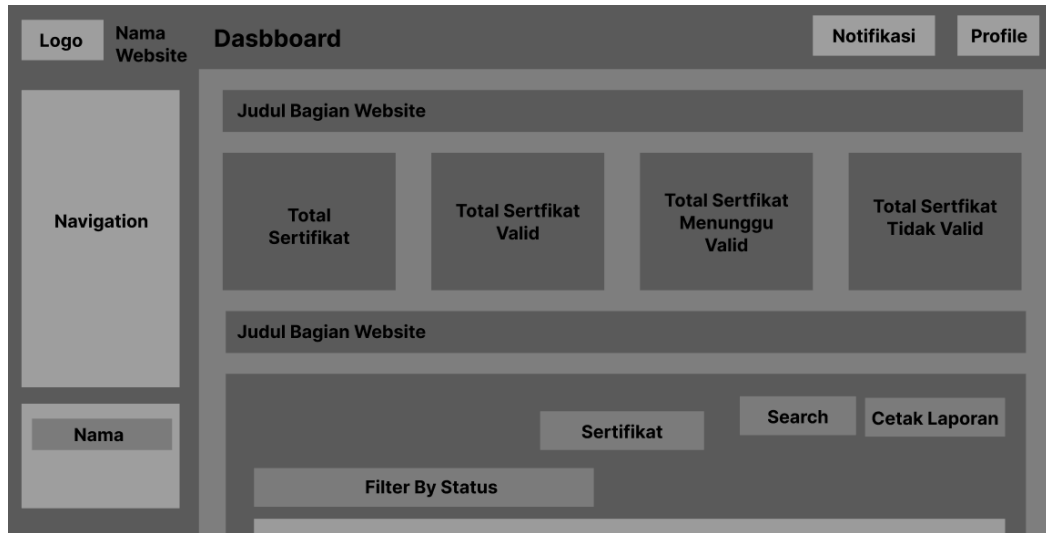 Logo
Nama
Website
Dasbboard
Notifikasi
Profile
Navigation
Nama
Judul Bagian Website
Total
Sertifikat
Total Sertfikat
Valid
Total Sertfikat
Menunggu
Valid
Total Sertfikat
Tidak Valid
Judul Bagian Website
Sertifikat
Search
Cetak Laporan
Filter By Status